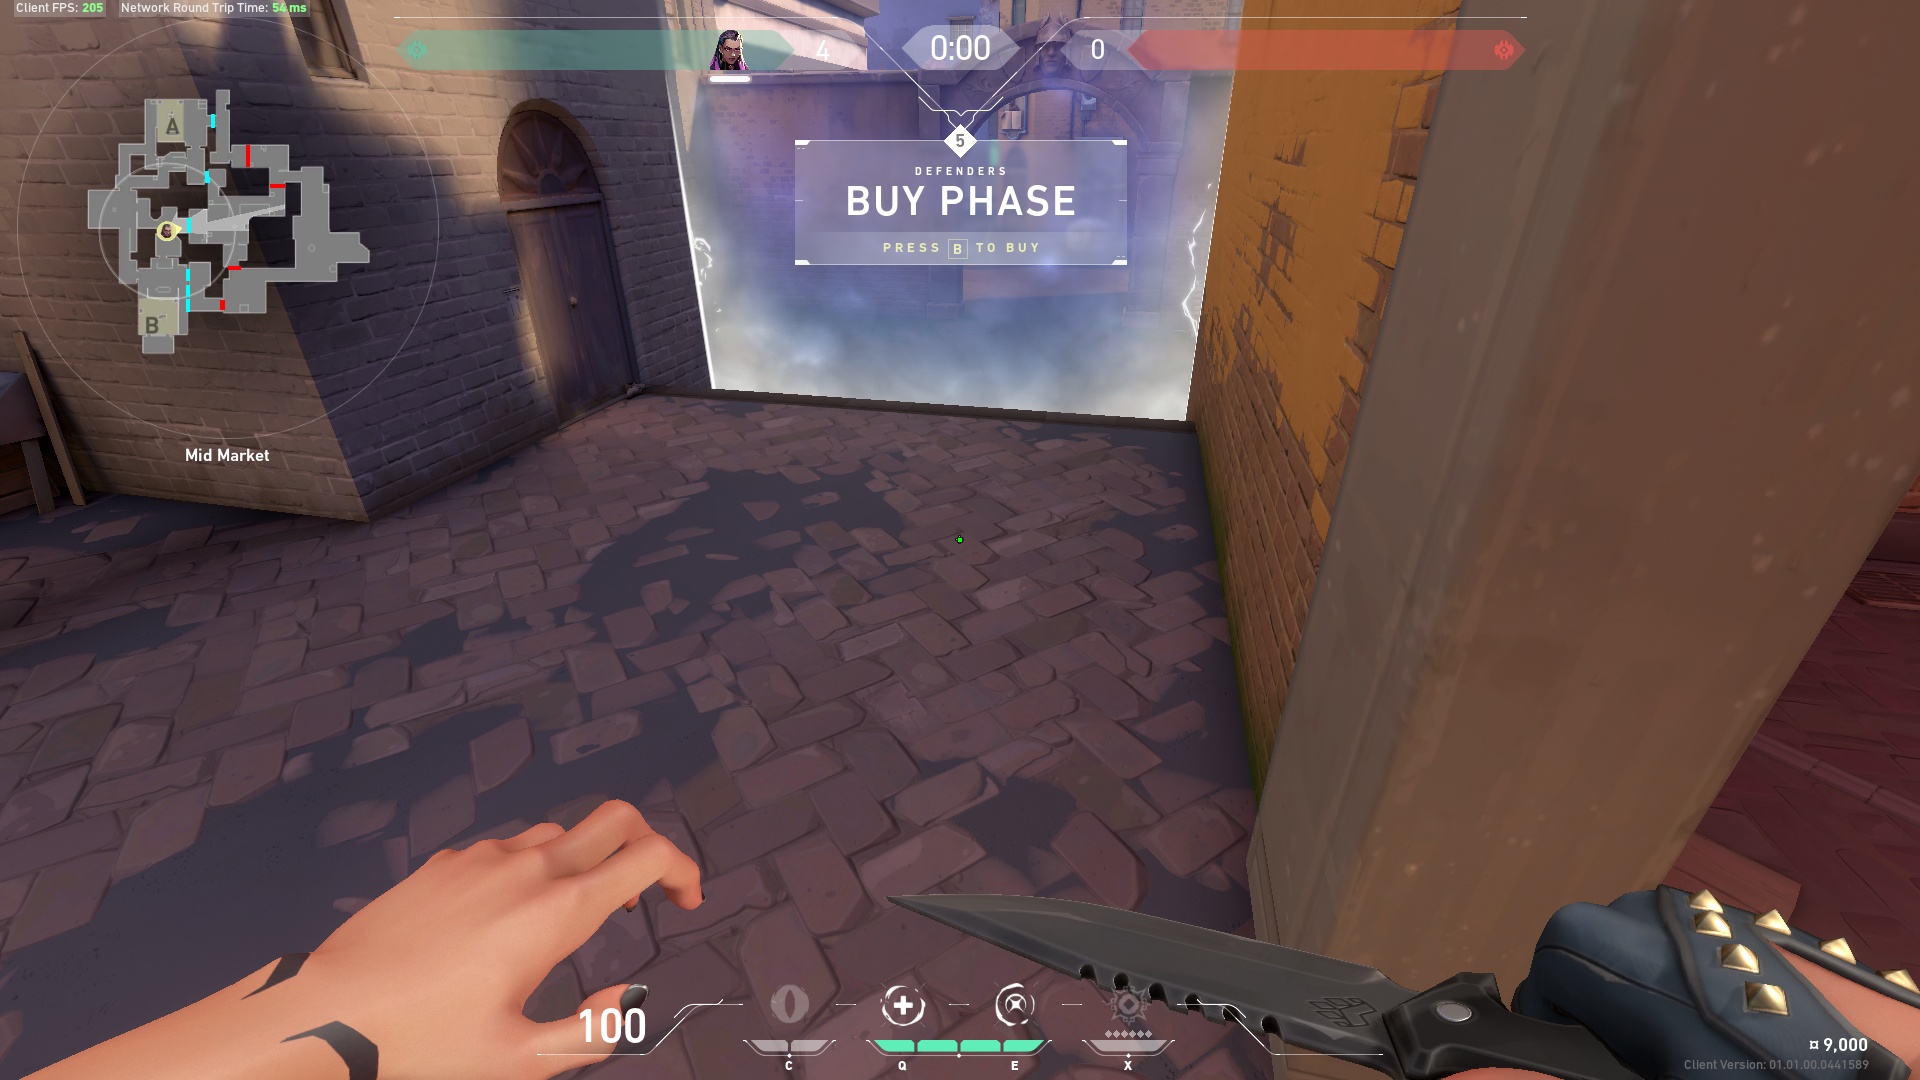 Client FPS: 205 Network Round Trip Time: 54 ms
4 0:00 0
5
DEFENDERS
BUY PHASE
PRESS B TO BUY
A
B
Mid Market
100
C Q E X
¤ 9,000
Client Version: 01.01.00.0441589